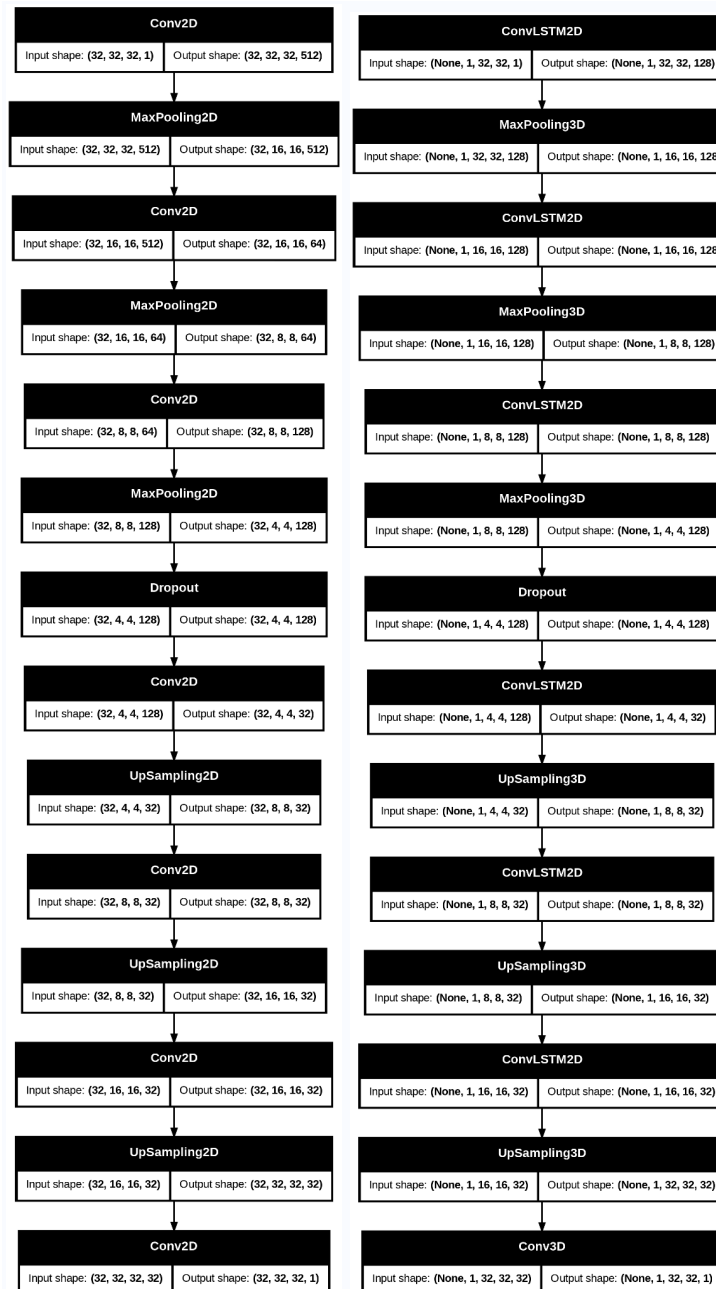 Conv2D
Input shape: (32, 32, 32, 1) Output shape: (32, 32, 32, 512)
MaxPooling2D
Input shape: (32, 32, 32, 512) Output shape: (32, 16, 16, 512)
Conv2D
Input shape: (32, 16, 16, 512) Output shape: (32, 16, 16, 64)
MaxPooling2D
Input shape: (32, 16, 16, 64) Output shape: (32, 8, 8, 64)
Conv2D
Input shape: (32, 8, 8, 64) Output shape: (32, 8, 8, 128)
MaxPooling2D
Input shape: (32, 8, 8, 128) Output shape: (32, 4, 4, 128)
Dropout
Input shape: (32, 4, 4, 128) Output shape: (32, 4, 4, 128)
Conv2D
Input shape: (32, 4, 4, 128) Output shape: (32, 4, 4, 32)
UpSampling2D
Input shape: (32, 4, 4, 32) Output shape: (32, 8, 8, 32)
Conv2D
Input shape: (32, 8, 8, 32) Output shape: (32, 8, 8, 32)
UpSampling2D
Input shape: (32, 8, 8, 32) Output shape: (32, 16, 16, 32)
Conv2D
Input shape: (32, 16, 16, 32) Output shape: (32, 16, 16, 32)
UpSampling2D
Input shape: (32, 16, 16, 32) Output shape: (32, 32, 32, 32)
Conv2D
Input shape: (32, 32, 32, 32) Output shape: (32, 32, 32, 1)
ConvLSTM2D
Input shape: (None, 1, 32, 32, 1) Output shape: (None, 1, 32, 32, 128)
MaxPooling3D
Input shape: (None, 1, 32, 32, 128) Output shape: (None, 1, 16, 16, 128
ConvLSTM2D
Input shape: (None, 1, 16, 16, 128) Output shape: (None, 1, 16, 16, 128
MaxPooling3D
Input shape: (None, 1, 16, 16, 128) Output shape: (None, 1, 8, 8, 128)
ConvLSTM2D
Input shape: (None, 1, 8, 8, 128) Output shape: (None, 1, 8, 8, 128)
MaxPooling3D
Input shape: (None, 1, 8, 8, 128) Output shape: (None, 1, 4, 4, 128)
Dropout
Input shape: (None, 1, 4, 4, 128) Output shape: (None, 1, 4, 4, 128)
ConvLSTM2D
Input shape: (None, 1, 4, 4, 128) Output shape: (None, 1, 4, 4, 32)
UpSampling3D
Input shape: (None, 1, 4, 4, 32) Output shape: (None, 1, 8, 8, 32)
ConvLSTM2D
Input shape: (None, 1, 8, 8, 32) Output shape: (None, 1, 8, 8, 32)
UpSampling3D
Input shape: (None, 1, 8, 8, 32) Output shape: (None, 1, 16, 16, 32)
ConvLSTM2D
Input shape: (None, 1, 16, 16, 32) Output shape: (None, 1, 16, 16, 32)
UpSampling3D
Input shape: (None, 1, 16, 16, 32) Output shape: (None, 1, 32, 32, 32)
Conv3D
Input shape: (None, 1, 32, 32, 32) Output shape: (None, 1, 32, 32, 1)